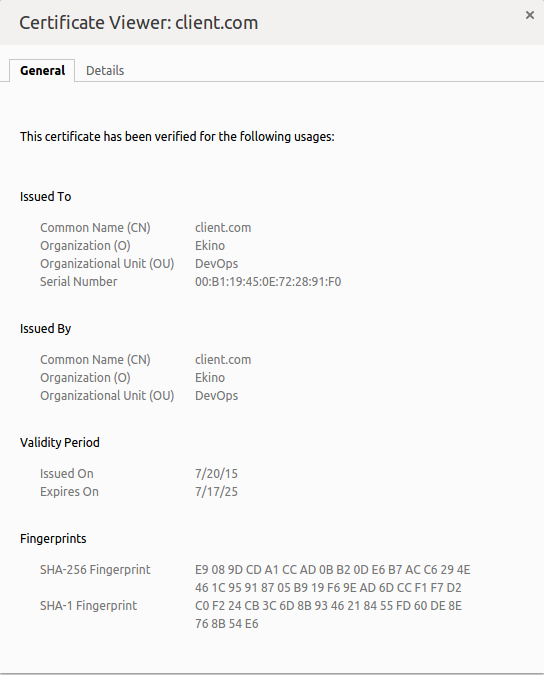 Certificate Viewer: client.com
×
General Details
This certificate has been verified for the following usages:
Issued To
Common Name (CN) client.com
Organization (O) Ekino
Organizational Unit (OU) DevOps
Serial Number 00:B1:19:45:0E:72:28:91:F0
Issued By
Common Name (CN) client.com
Organization (O) Ekino
Organizational Unit (OU) DevOps
Validity Period
Issued On 7/20/15
Expires On 7/17/25
Fingerprints
SHA-256 Fingerprint E9 08 9D CD A1 CC AD 0B B2 0D E6 B7 AC C6 29 4E
46 1C 95 91 87 05 B9 19 F6 9E AD 6D CC F1 F7 D2
SHA-1 Fingerprint C0 F2 24 CB 3C 6D 8B 93 46 21 84 55 FD 60 DE 8E
76 8B 54 E6